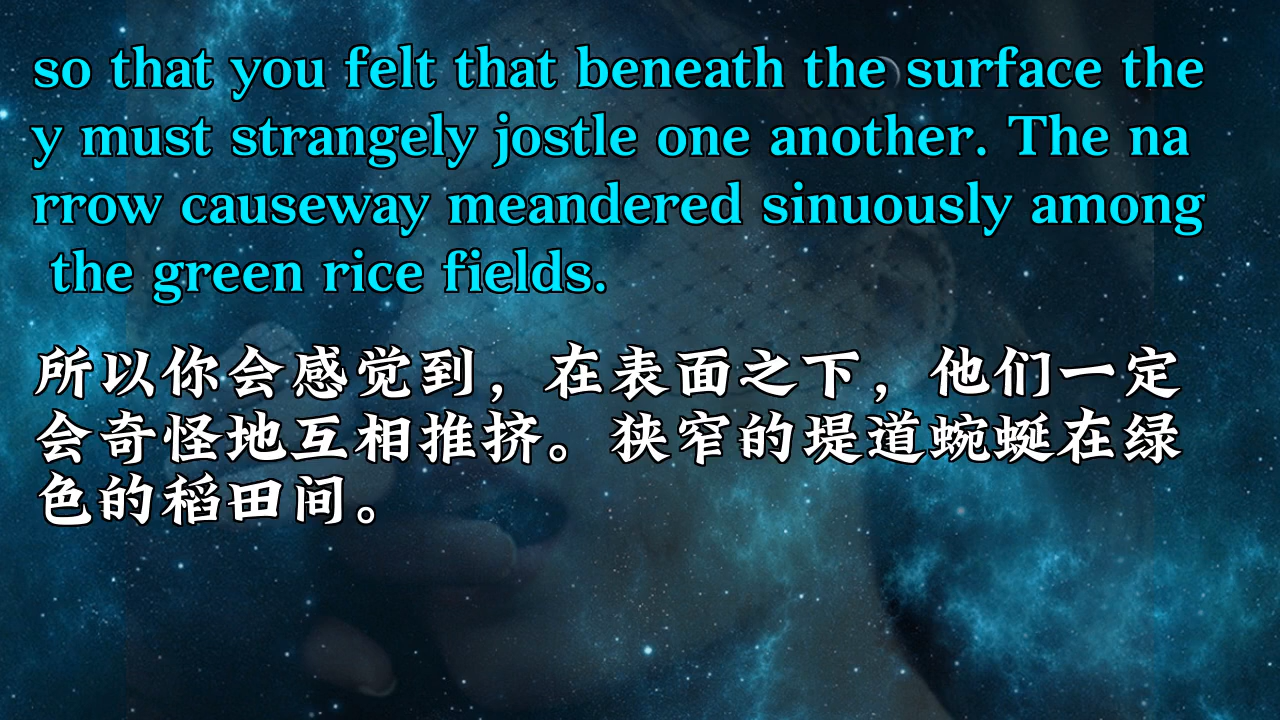 so that you felt that beneath the surface the
y must strangely jostle one another. The na
rrow causeway meandered sinuously among
the green rice fields.
所以你会感觉到，在表面之下，他们一定
会奇怪地互相推挤。狭窄的堤道蜿蜒在绿
色的稻田间。